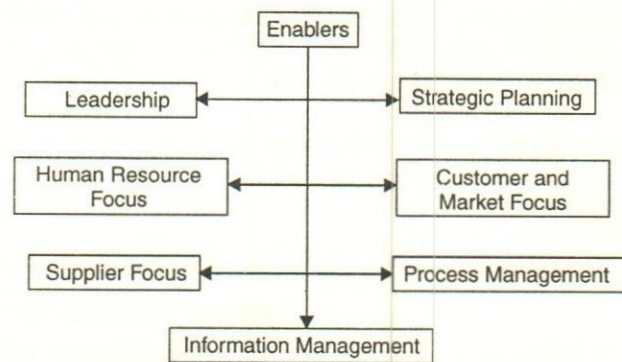 Enablers
Leadership
Strategic Planning
Human Resource
Focus
Customer and
Market Focus
Supplier Focus
Process Management
Information Management